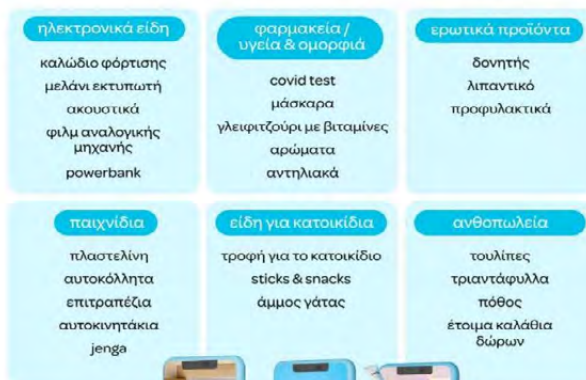 ηλεκτρονικά είδη
καλώδιο φόρτισης
μελάνι εκτυπωτή
ακουστικά
φιλμ αναλογικής
μηχανής
powerbank
φαρμακεία /
υγεία & ομορφιά
covid test
μάσκαρα
γλειφιτζούρι με βιταμίνες
αρώματα
αντηλιακά
ερωτικά προϊόντα
δονητής
λιπαντικό
προφυλακτικά
παιχνίδια
πλαστελίνη
αυτοκόλλητα
επιτραπέζια
αυτοκινητάκια
jenga
είδη για κατοικίδια
τροφή για το κατοικίδιο
sticks & snacks
άμμος γάτας
ανθοπωλεία
τουλίπες
τριαντάφυλλα
πόθος
έτοιμα καλάθια
δώρων